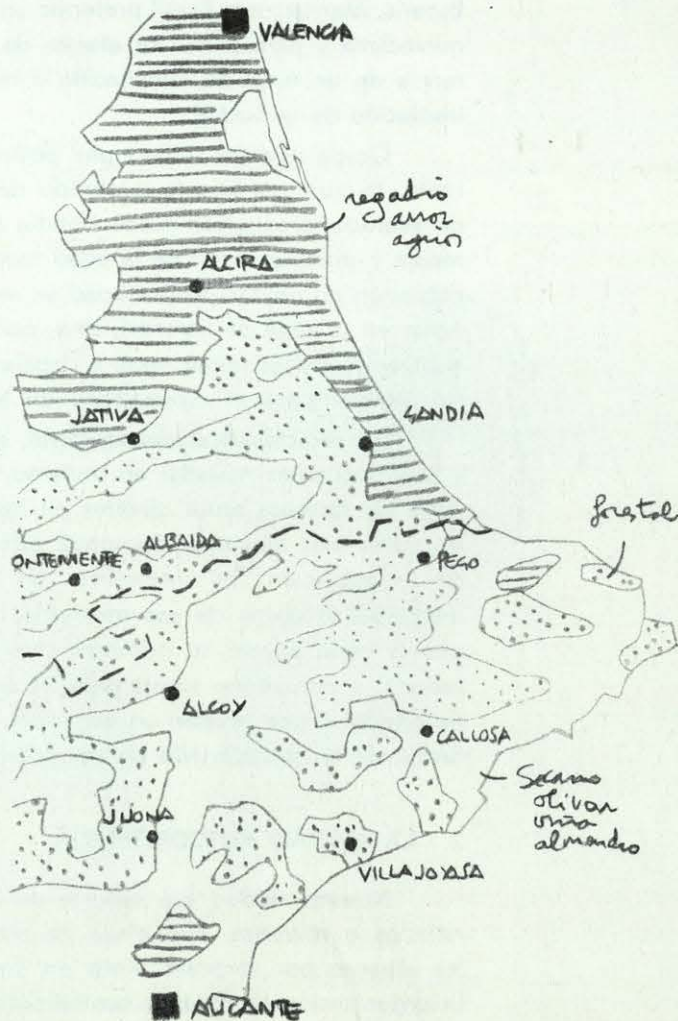 VALENCIA
regadio
arroz
agrios
ALCIRA
JATIVA
GANDIA
forestal
ONTENIENTE
ALBAIDA
PEGO
ALCOY
CALLOSA
Secano
olivar
viña
almendro
JIJONA
VILLAJOYOSA
ALICANTE